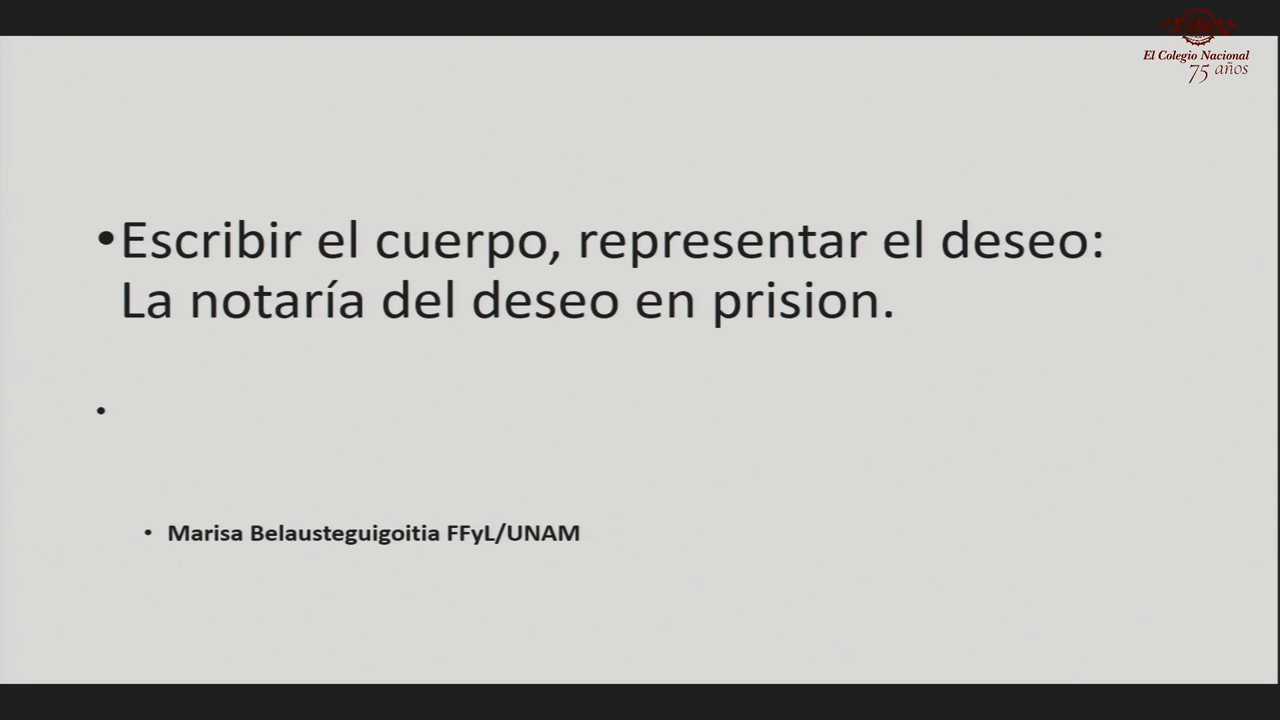 El Colegio Nacional
75 años
•Escribir el cuerpo, representar el deseo:
La notaría del deseo en prision.
•
• Marisa Belausteguigoitia FFyL/UNAM